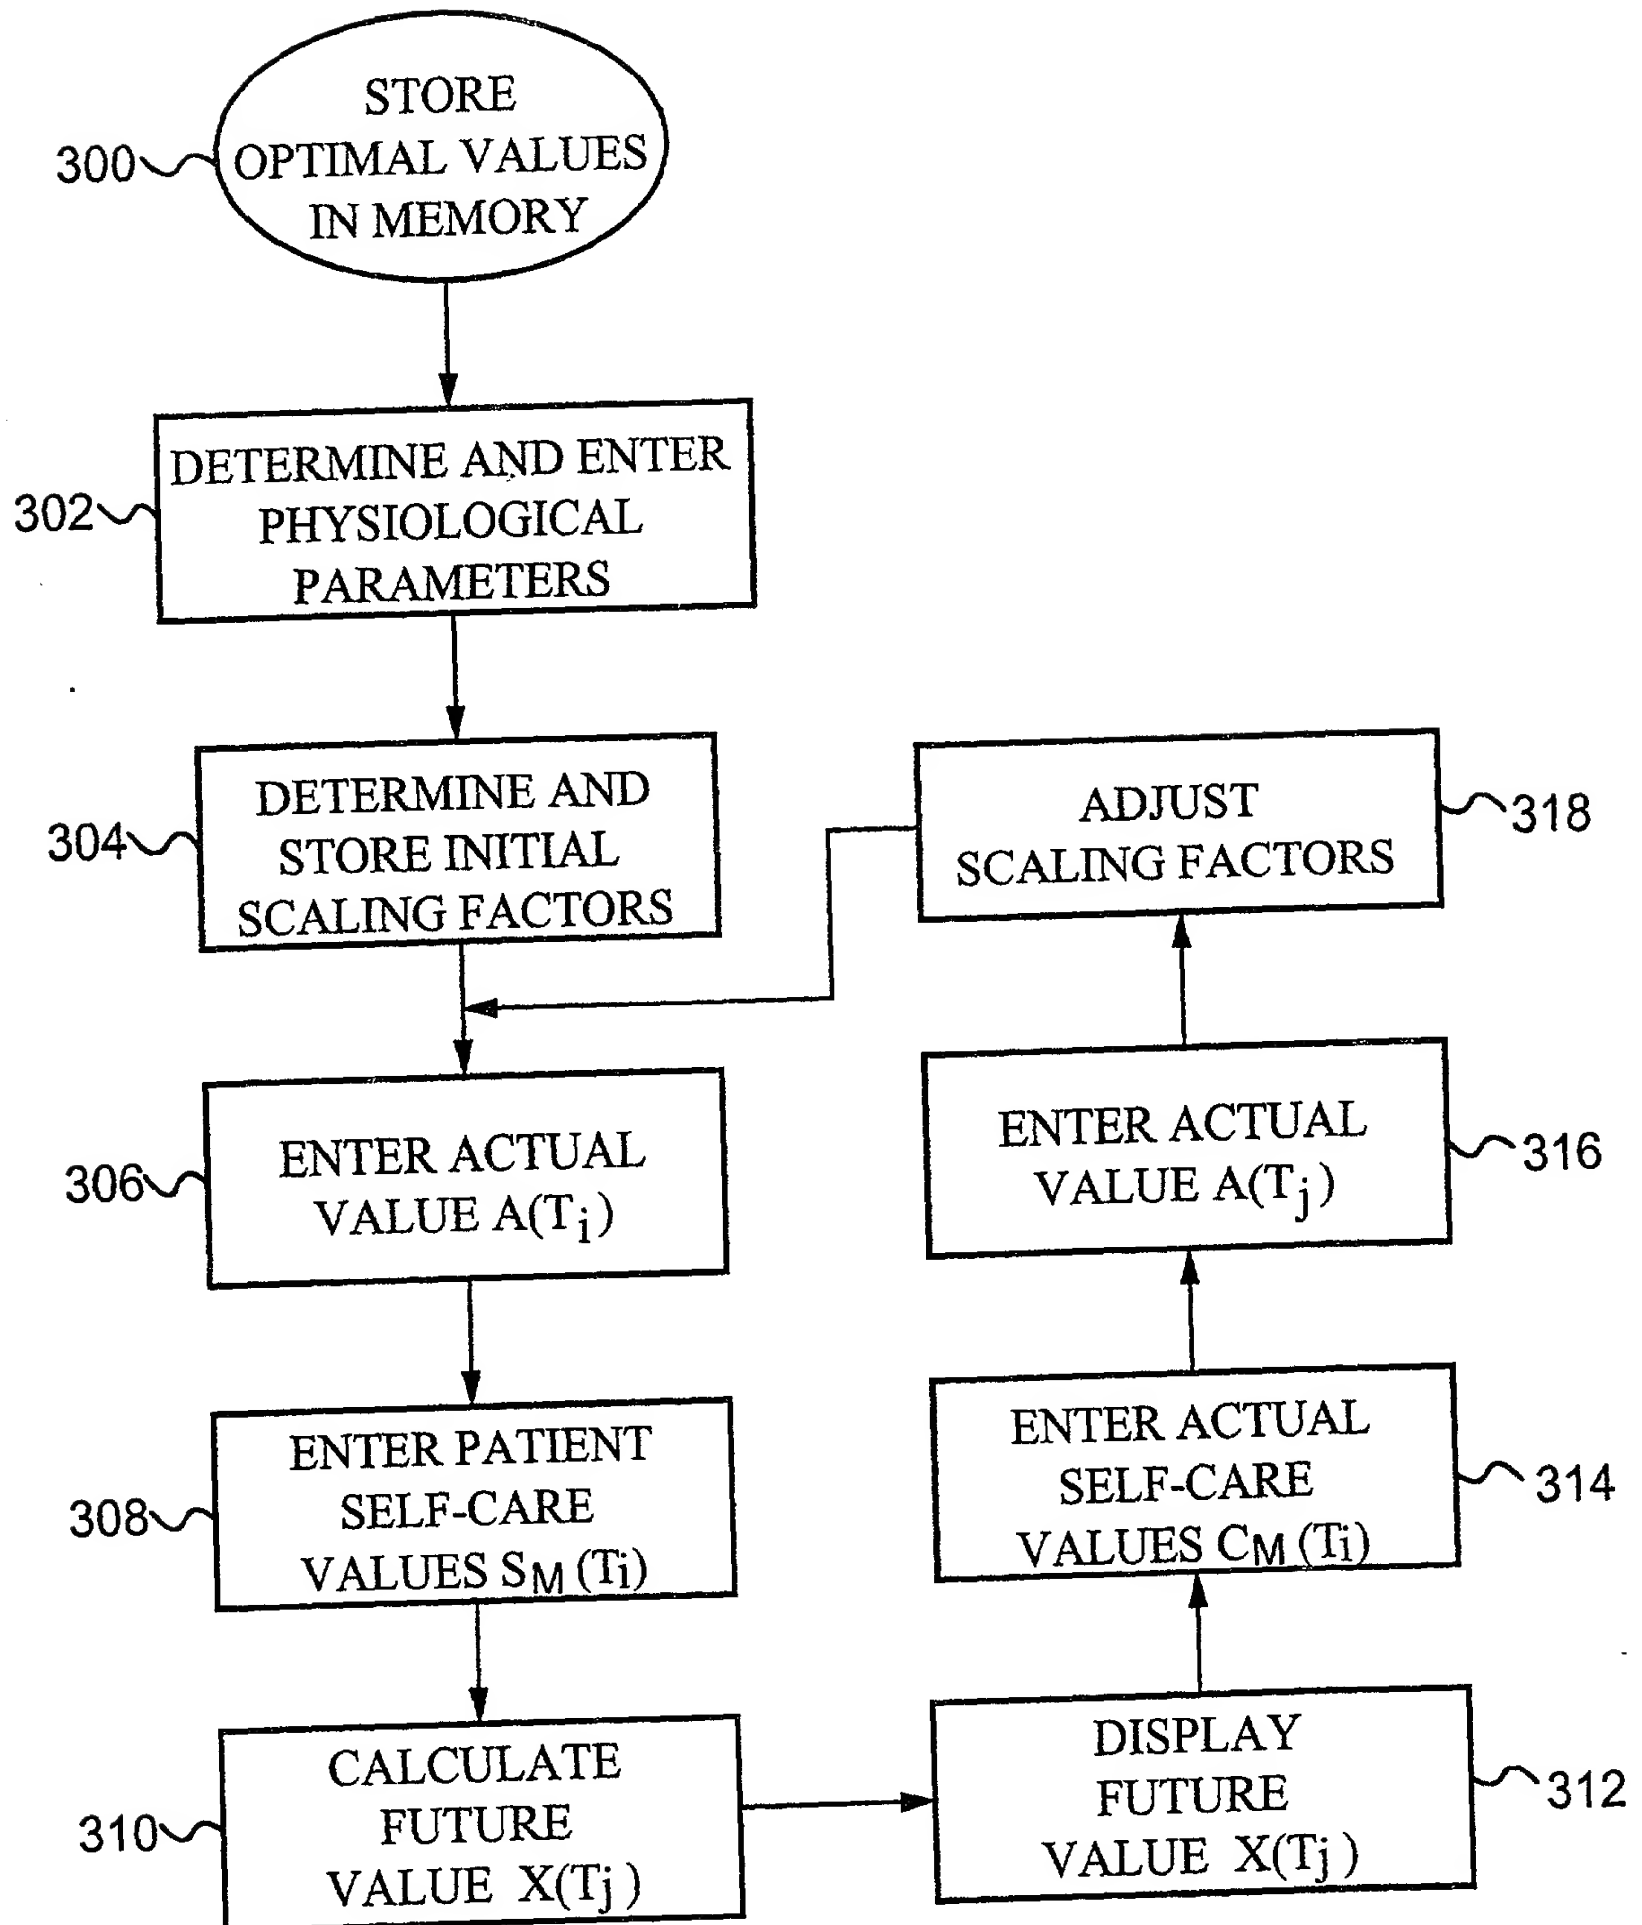 STORE
OPTIMAL VALUES
IN MEMORY
300
DETERMINE AND ENTER
PHYSIOLOGICAL
PARAMETERS
302
DETERMINE AND
STORE INITIAL
SCALING FACTORS
304
ENTER ACTUAL
VALUE A(Ti)
306
ENTER PATIENT
SELF-CARE
VALUES SM (Ti)
308
CALCULATE
FUTURE
VALUE X(Tj)
310
DISPLAY
FUTURE
VALUE X(Tj)
312
ENTER ACTUAL
SELF-CARE
VALUES CM (Ti)
314
ENTER ACTUAL
VALUE A(Tj)
316
ADJUST
SCALING FACTORS
318